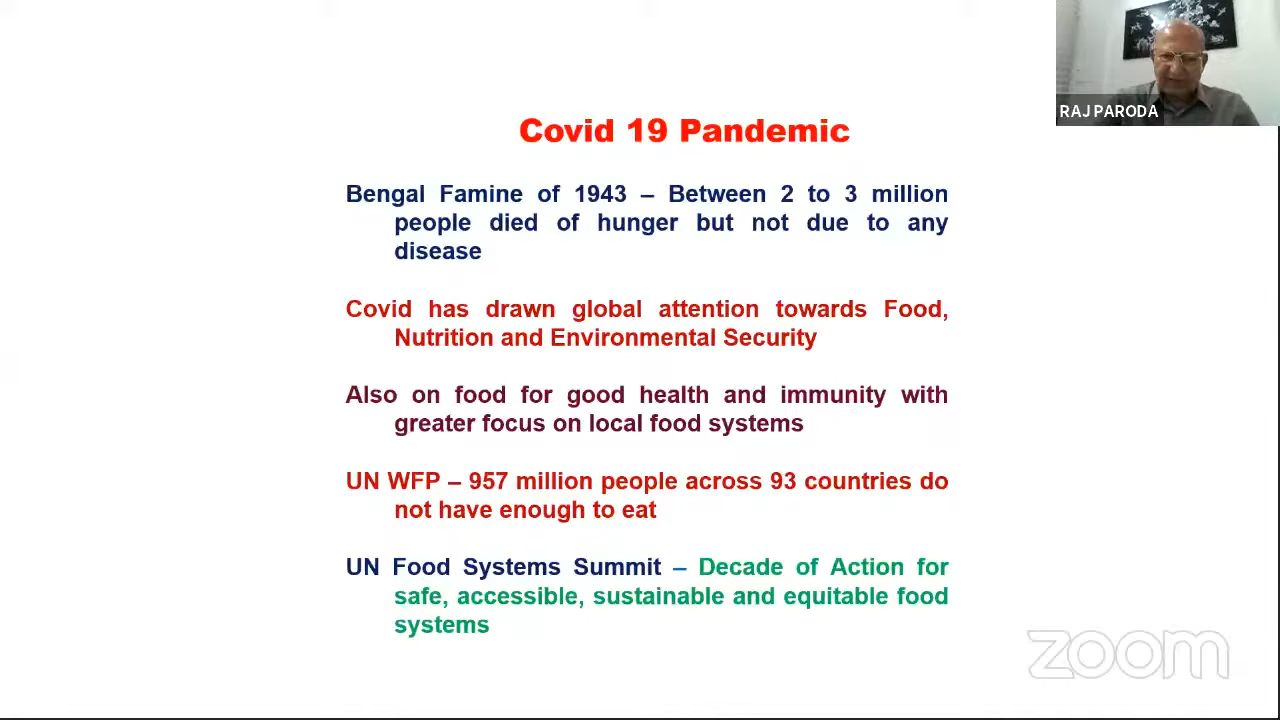 RAJ PARODA
Covid 19 Pandemic
Bengal Famine of 1943 – Between 2 to 3 million
people died of hunger but not due to any
disease
Covid has drawn global attention towards Food,
Nutrition and Environmental Security
Also on food for good health and immunity with
greater focus on local food systems
UN WFP – 957 million people across 93 countries do
not have enough to eat
UN Food Systems Summit – Decade of Action for
safe, accessible, sustainable and equitable food
systems
zoom